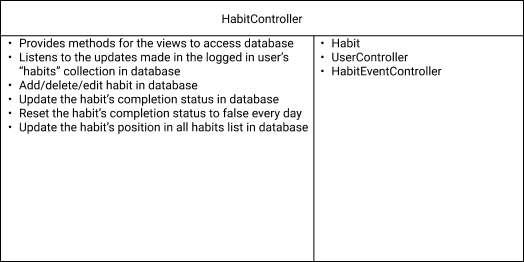 HabitController
• Provides methods for the views to access database
• Listens to the updates made in the logged in user's
"habits" collection in database
• Add/delete/edit habit in database
• Update the habit's completion status in database
• Reset the habit's completion status to false every day
• Update the habit's position in all habits list in database
• Habit
• UserController
• HabitEventController